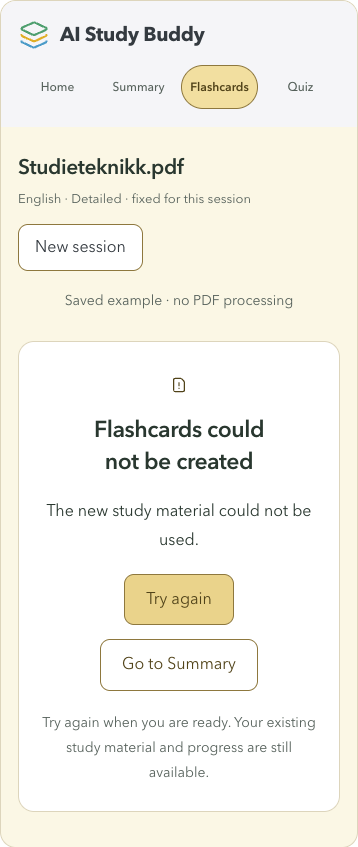 AI Study Buddy
Home Summary Flashcards Quiz
Studieteknikk.pdf
English · Detailed · fixed for this session
New session
Saved example · no PDF processing
Flashcards could
not be created
The new study material could not be
used.
Try again
Go to Summary
Try again when you are ready. Your existing
study material and progress are still
available.